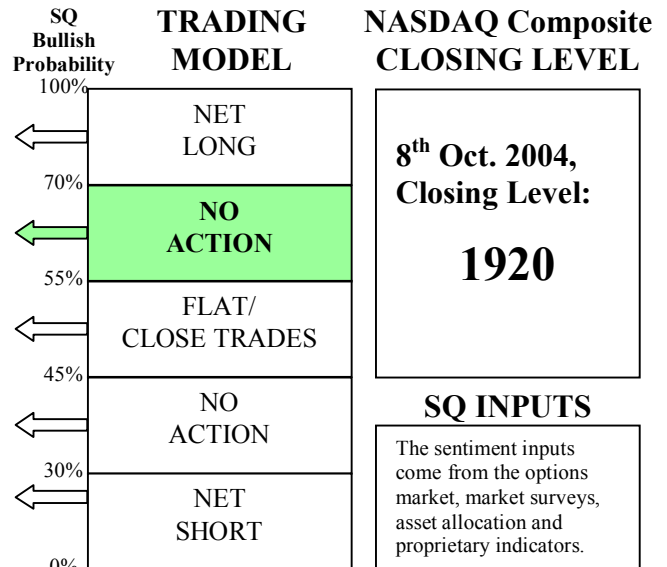 SQ
Bullish
Probability
TRADING
MODEL
100%
NET
LONG
70%
NO
ACTION
55%
FLAT/
CLOSE TRADES
45%
NO
ACTION
30%
NET
SHORT
0%
NASDAQ Composite
CLOSING LEVEL
8th Oct. 2004,
Closing Level:
1920
SQ INPUTS
The sentiment inputs
come from the options
market, market surveys,
asset allocation and
proprietary indicators.